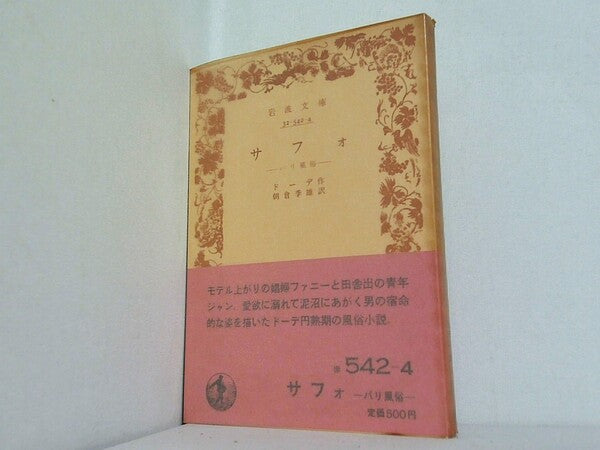 岩波文庫
32-542-4
サフォ
—パリ風俗—
ドーデ作
朝倉季雄訳
モデル上がりの娼婦ファニーと田舎出の青年
ジャン。愛欲に溺れて泥沼にあがく男の宿命
的な姿を描いたドーデ円熟期の風俗小説。
赤 542-4
サフォ —パリ風俗—
定価500円